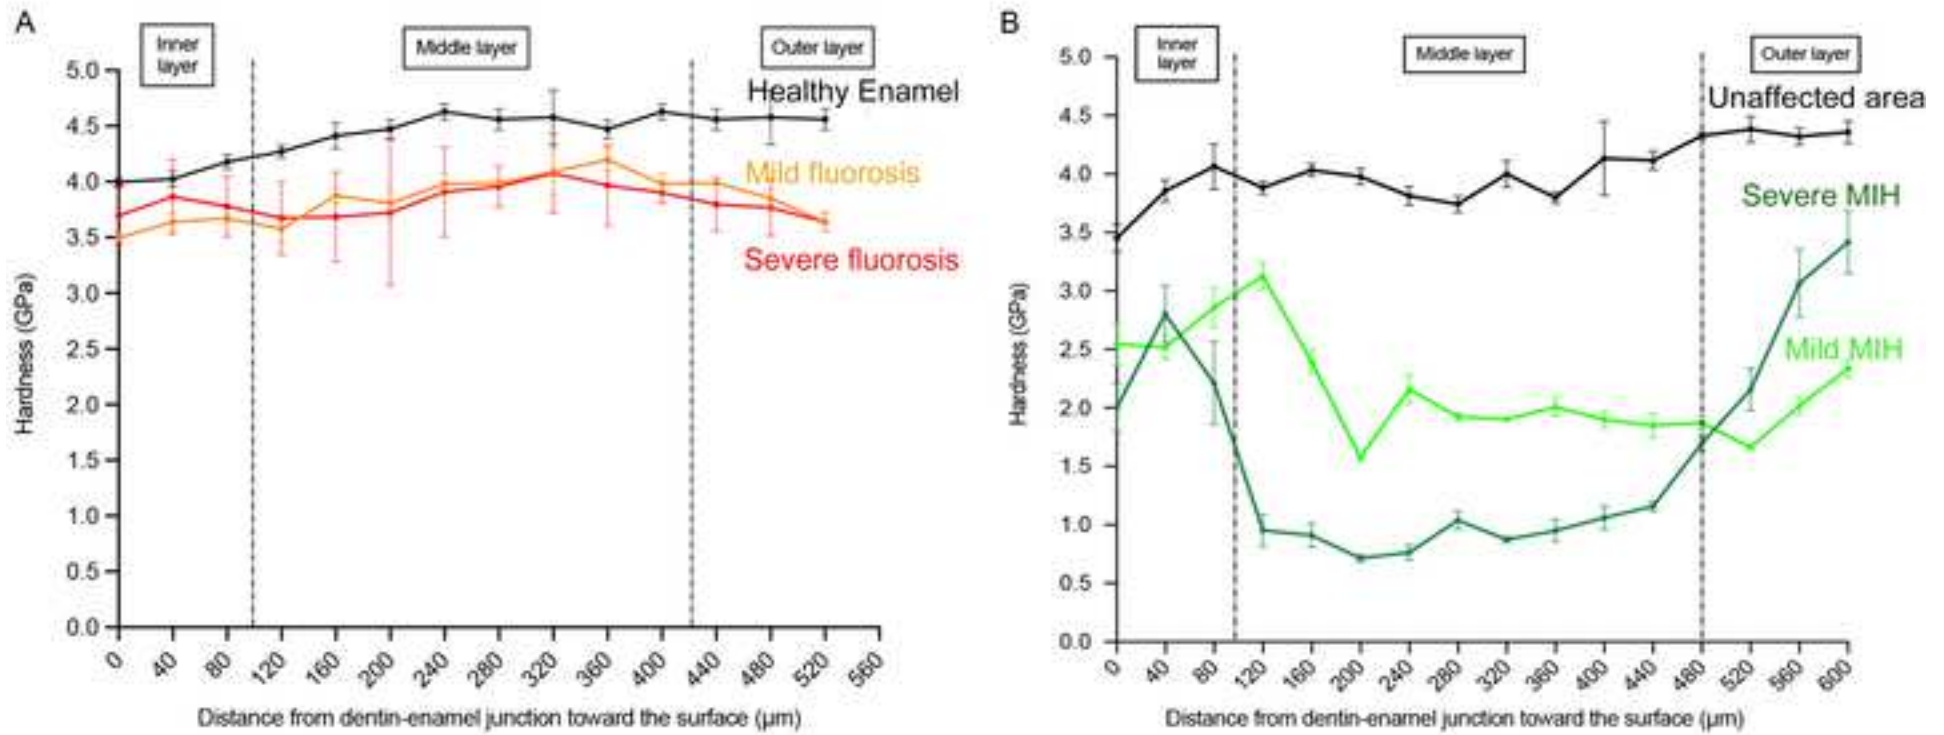 A
Inner
layer
Middle layer
Outer layer
5.0
4.5
4.0
3.5
3.0
2.5
2.0
1.5
1.0
0.5
0.0
Hardness (GPa)
Healthy Enamel
Mild fluorosis
Severe fluorosis
0 40 80 120 160 200 240 280 320 360 400 440 480 520 560
Distance from dentin-enamel junction toward the surface (µm)
B
Inner
layer
Middle layer
Outer layer
5.0
4.5
4.0
3.5
3.0
2.5
2.0
1.5
1.0
0.5
0.0
Hardness (GPa)
Unaffected area
Severe MIH
Mild MIH
0 40 80 120 160 200 240 280 320 360 400 440 480 520 560 600
Distance from dentin-enamel junction toward the surface (µm)